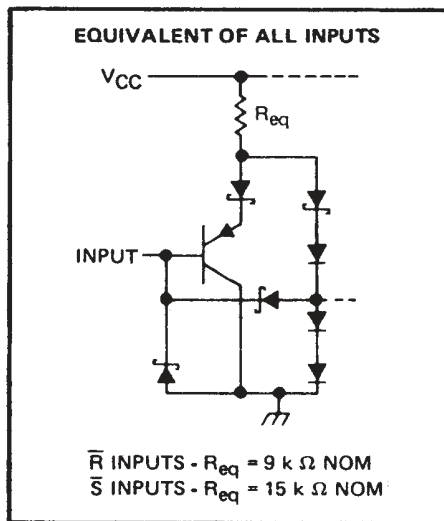 EQUIVALENT OF ALL INPUTS
VCC
Req
INPUT
R̅ INPUTS - Req = 9 k Ω NOM
S̅ INPUTS - Req = 15 k Ω NOM